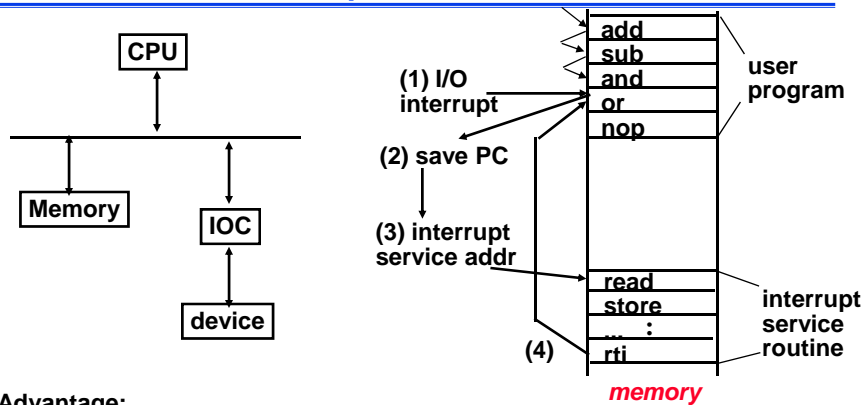 CPU
Memory
IOC
device
(1) I/O
interrupt
(2) save PC
(3) interrupt
service addr
(4)
add
sub
and
or
nop
user
program
read
store
... :
rti
interrupt
service
routine
memory
Advantage: